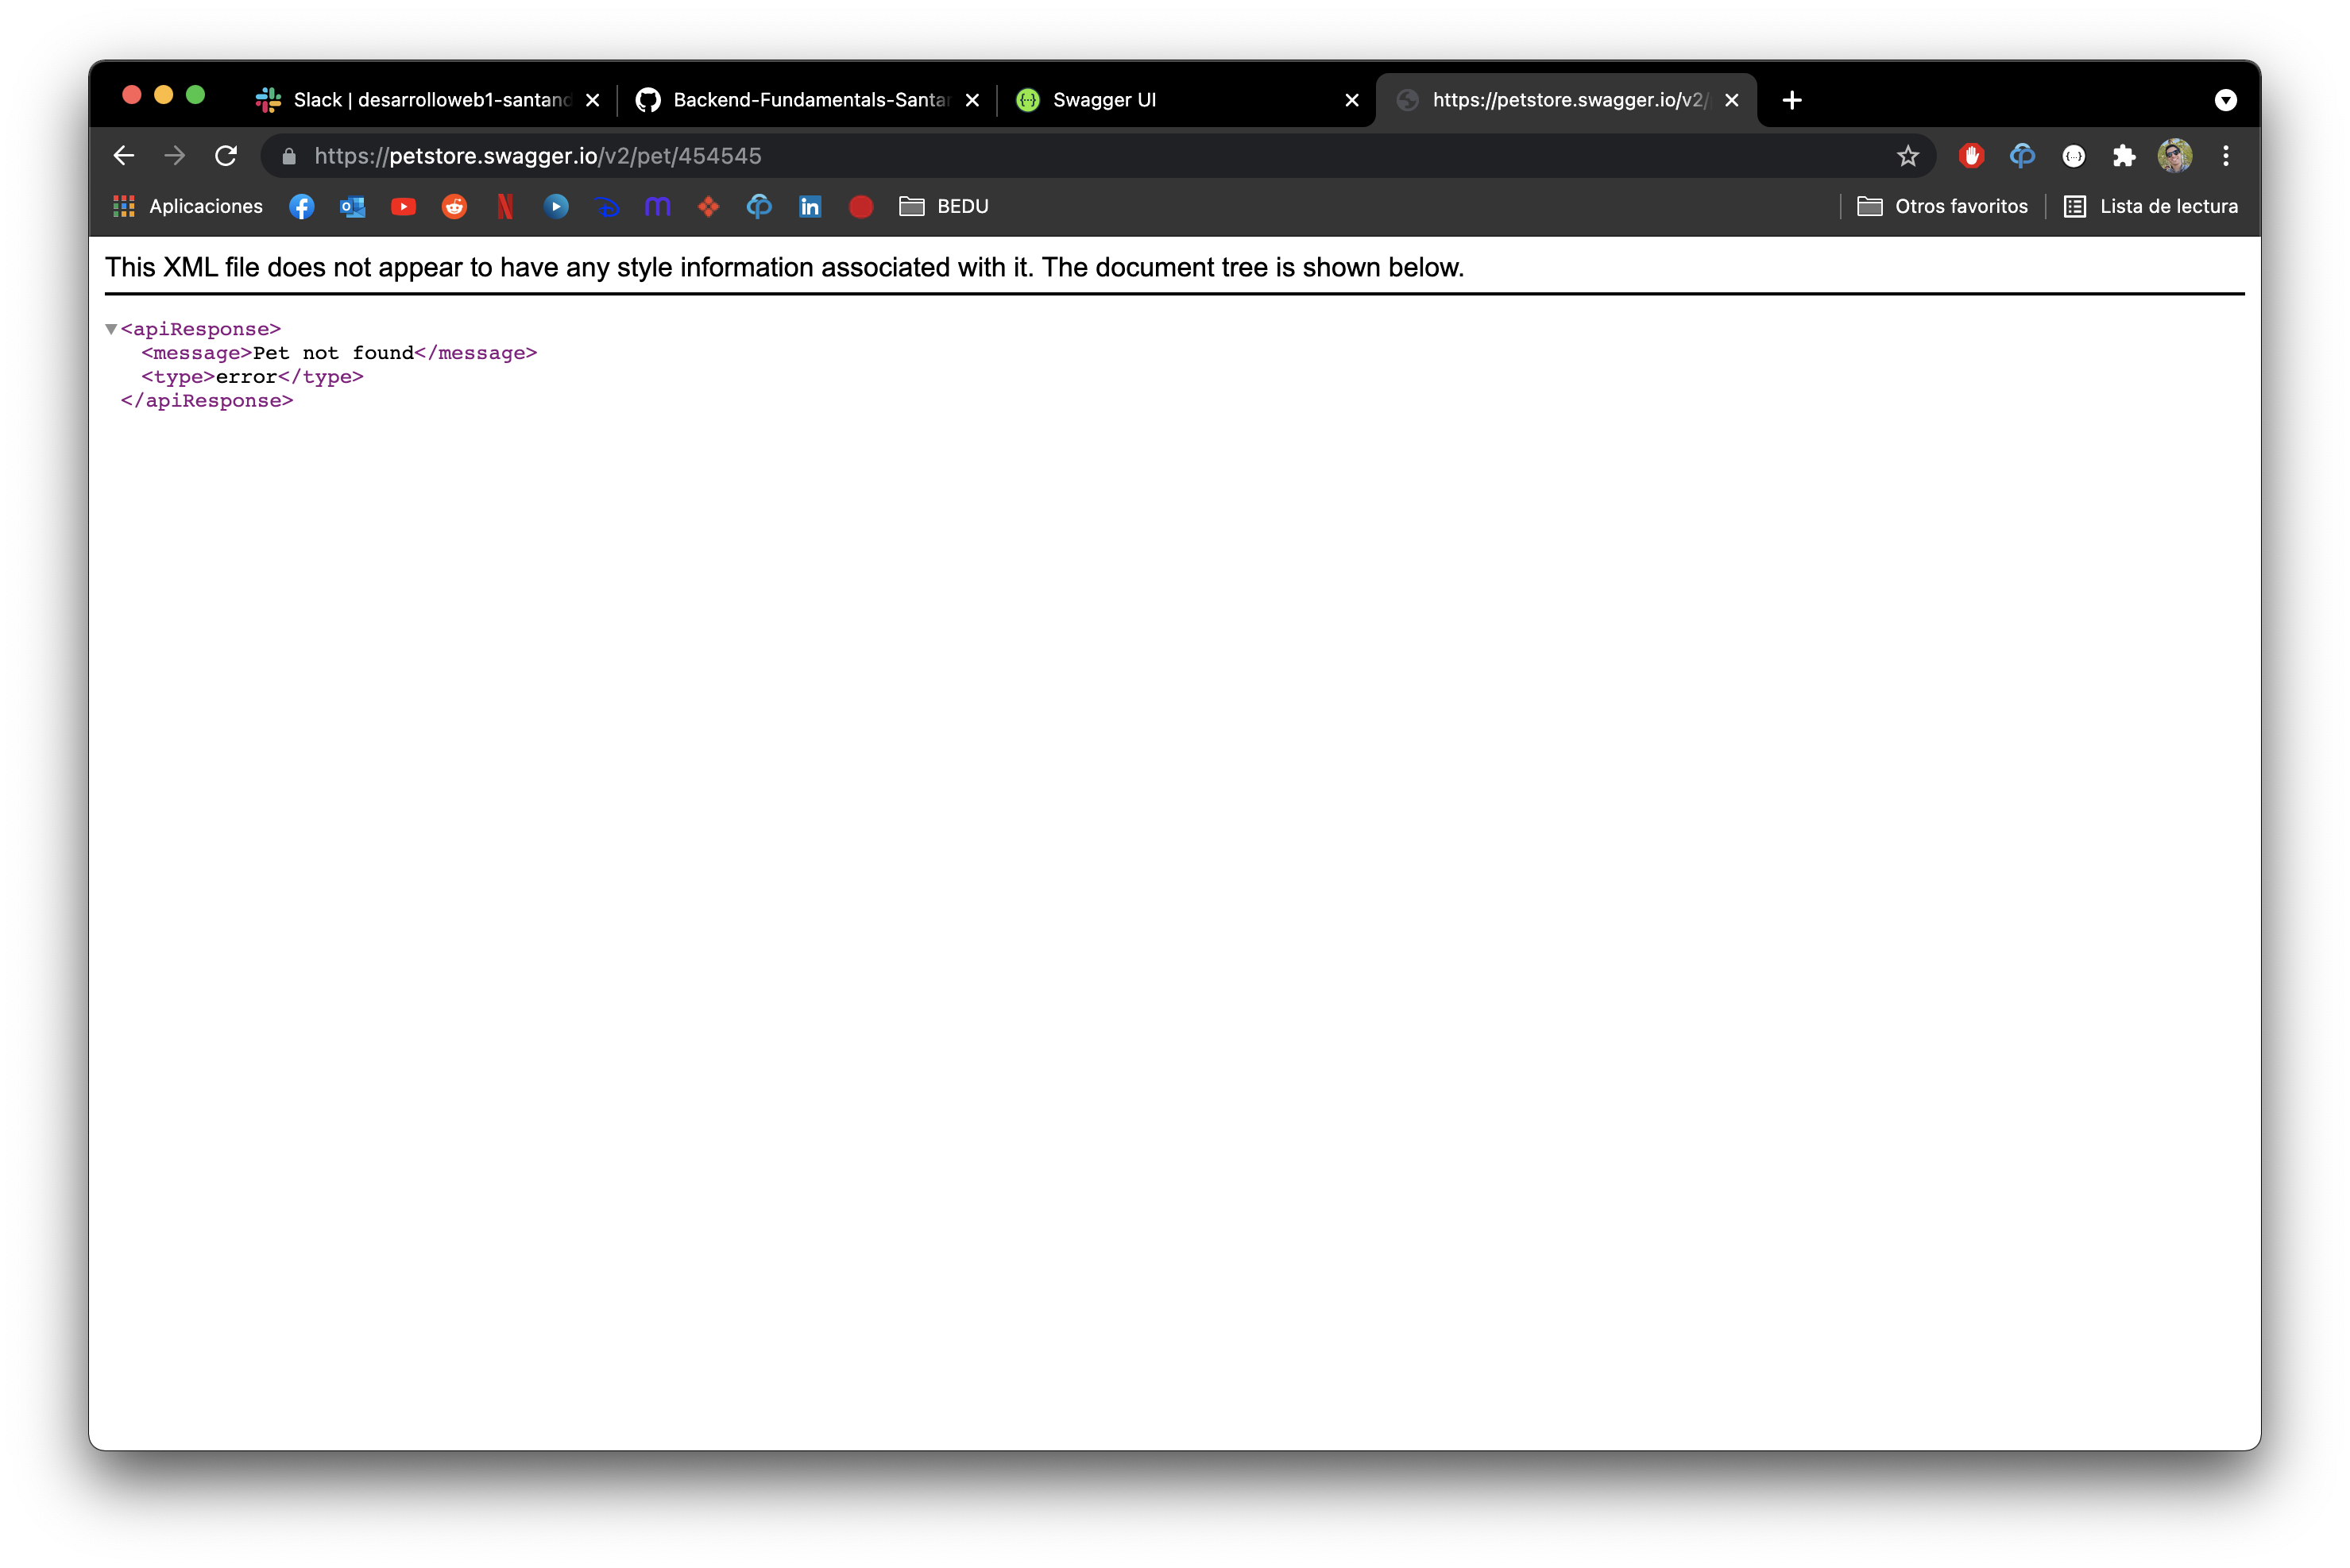 Slack | desarrolloweb1-santand
Backend-Fundamentals-Santan
Swagger UI
https://petstore.swagger.io/v2/
https://petstore.swagger.io/v2/pet/454545
Aplicaciones
BEDU
Otros favoritos
Lista de lectura
This XML file does not appear to have any style information associated with it. The document tree is shown below.
<apiResponse>
<message>Pet not found</message>
<type>error</type>
</apiResponse>